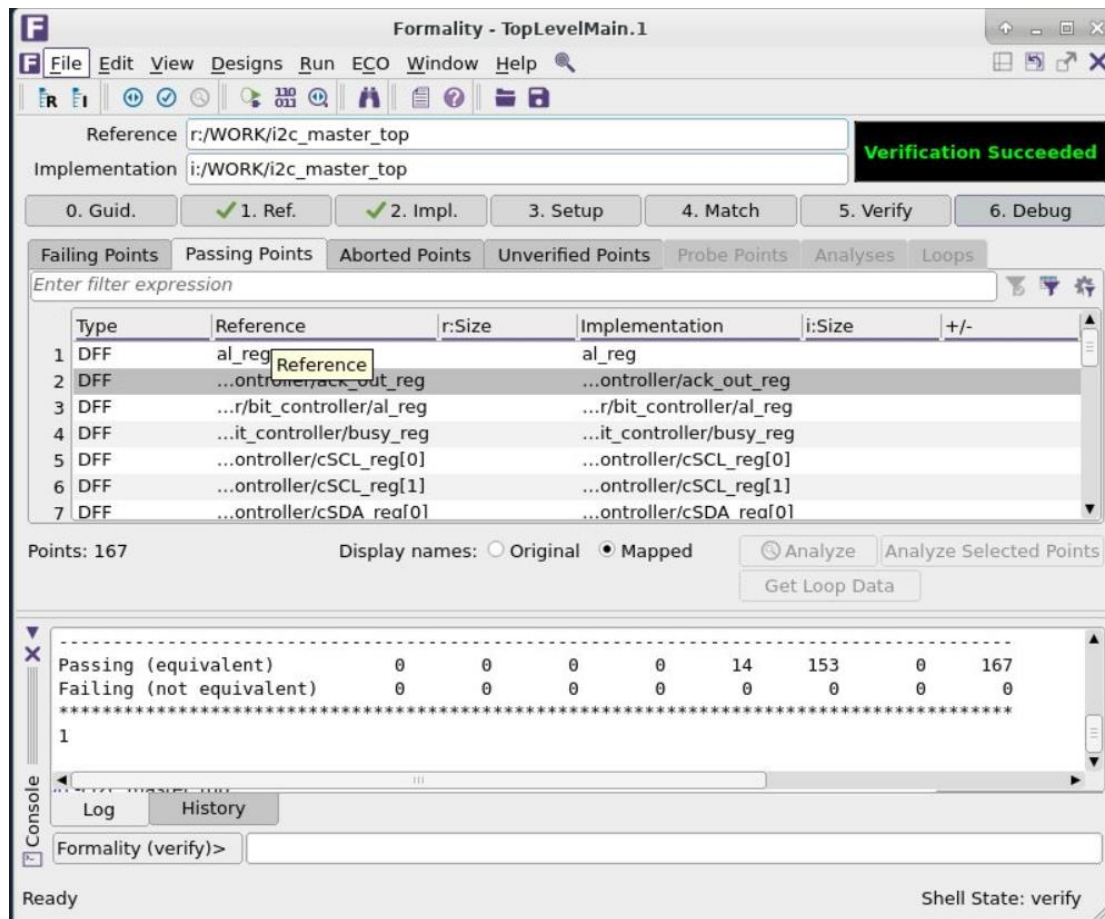 Formality - TopLevelMain.1
File Edit View Designs Run ECO Window Help
Reference r:/WORK/i2c_master_top
Verification Succeeded
Implementation i:/WORK/i2c_master_top
0. Guid. 1. Ref. 2. Impl. 3. Setup 4. Match 5. Verify 6. Debug
Failing Points Passing Points Aborted Points Unverified Points Probe Points Analyses Loops
Enter filter expression
Type Reference r:Size Implementation i:Size +/-
1 DFF al_reg al_reg
Reference
2 DFF ...ontroller/ack_out_reg ...ontroller/ack_out_reg
3 DFF ...r/bit_controller/al_reg ...r/bit_controller/al_reg
4 DFF ...it_controller/busy_reg ...it_controller/busy_reg
5 DFF ...ontroller/cSCL_reg[0] ...ontroller/cSCL_reg[0]
6 DFF ...ontroller/cSCL_reg[1] ...ontroller/cSCL_reg[1]
7 DFF ...ontroller/cSDA_reg[0] ...ontroller/cSDA_reg[0]
Points: 167 Display names: Original Mapped Analyze Analyze Selected Points
Get Loop Data
--------------------------------------------------------------------------------
Passing (equivalent) 0 0 0 0 14 153 0 167
Failing (not equivalent) 0 0 0 0 0 0 0 0
********************************************************************************
1
Console
Log History
Formality (verify)>
Ready Shell State: verify